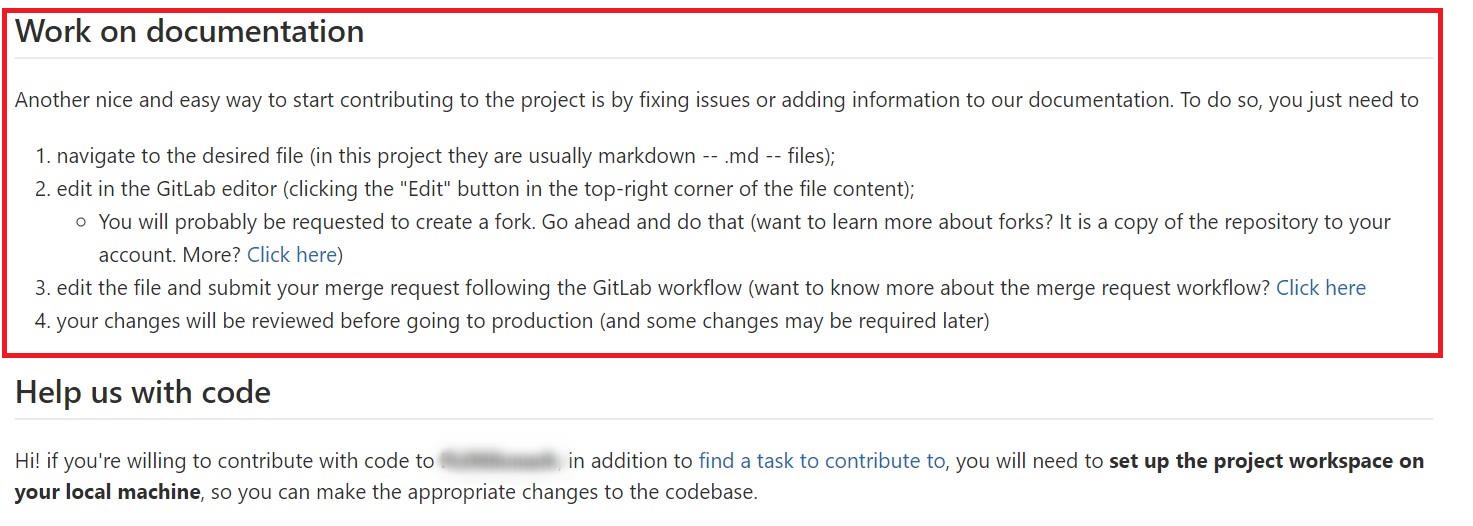 Work on documentation
Another nice and easy way to start contributing to the project is by fixing issues or adding information to our documentation. To do so, you just need to
1. navigate to the desired file (in this project they are usually markdown -- .md -- files);
2. edit in the GitLab editor (clicking the "Edit" button in the top-right corner of the file content);
○ You will probably be requested to create a fork. Go ahead and do that (want to learn more about forks? It is a copy of the repository to your
account. More? Click here)
3. edit the file and submit your merge request following the GitLab workflow (want to know more about the merge request workflow? Click here
4. your changes will be reviewed before going to production (and some changes may be required later)
Help us with code
Hi! if you're willing to contribute with code to in addition to find a task to contribute to, you will need to set up the project workspace on
your local machine, so you can make the appropriate changes to the codebase.